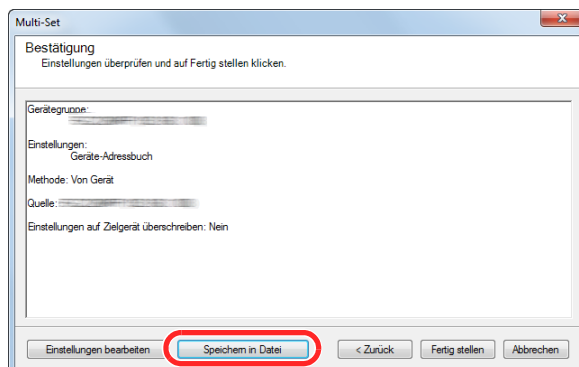 Multi-Set
Bestätigung
Einstellungen überprüfen und auf Fertig stellen klicken.
Gerätegruppe:
Einstellungen:
Geräte-Adressbuch
Methode: Von Gerät
Quelle:
Einstellungen auf Zielgerät überschreiben: Nein
Einstellungen bearbeiten Speichern in Datei < Zurück Fertig stellen Abbrechen